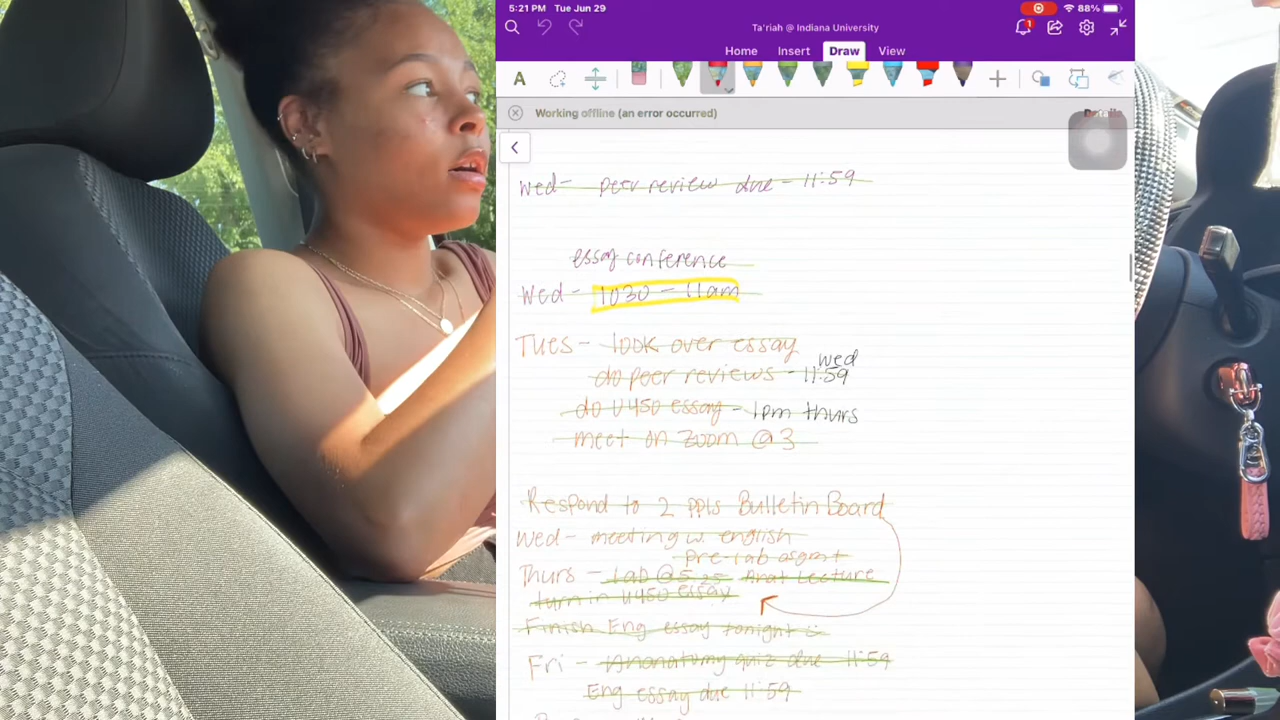 5:21 PM Tue Jun 29
88%
Ta'riah @ Indiana University
1
Home Insert Draw View
A
Working offline (an error occurred)
Details
Wed- peer review due - 11:59
essay conference
Wed - 1030 - 11am
Tues - look over essay
wed
do peer reviews - 11:59
do U450 essay - 1pm thurs
meet on zoom @ 3
Respond to 2 ppls Bulletin Board
Wed - meeting w. english
pre-lab asgmt
Thurs - Lab @ 5:25 Anat Lecture
turn in U450 essay
Finish Eng essay tonight
Fri - Ananatomy quiz due 11:59
Eng essay due 11:59